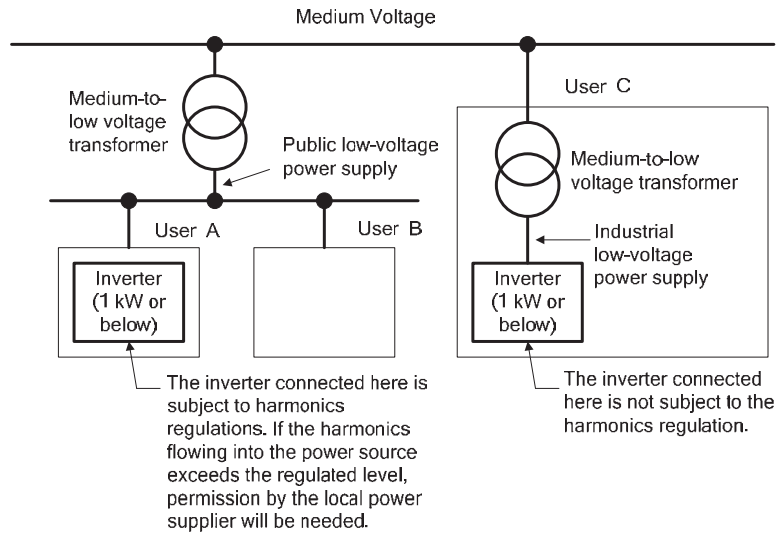 Medium Voltage
Medium-to-
low voltage
transformer
Public low-voltage
power supply
User A
User B
Inverter
(1 kW or
below)
The inverter connected here is
subject to harmonics
regulations. If the harmonics
flowing into the power source
exceeds the regulated level,
permission by the local power
supplier will be needed.
User C
Medium-to-low
voltage transformer
Industrial
low-voltage
power supply
Inverter
(1 kW or
below)
The inverter connected
here is not subject to the
harmonics regulation.